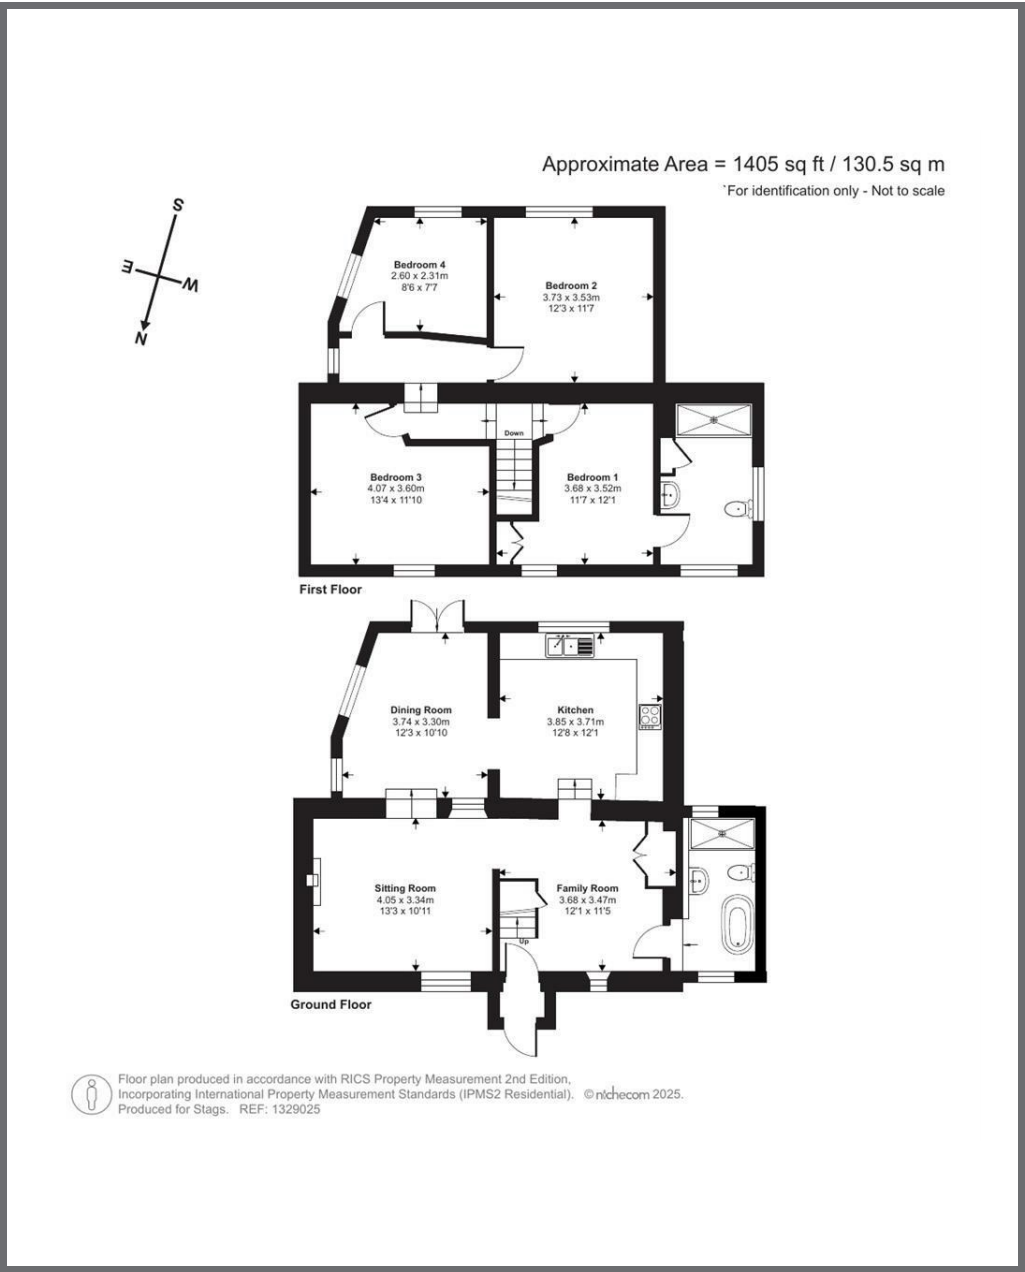 Approximate Area = 1405 sq ft / 130.5 sq m
`For identification only - Not to scale
S
E
W
N
Bedroom 4
2.60 x 2.31m
8'6 x 7'7
Bedroom 2
3.73 x 3.53m
12'3 x 11'7
Down
Bedroom 3
4.07 x 3.60m
13'4 x 11'10
Bedroom 1
3.68 x 3.52m
11'7 x 12'1
First Floor
Dining Room
3.74 x 3.30m
12'3 x 10'10
Kitchen
3.85 x 3.71m
12'8 x 12'1
Sitting Room
4.05 x 3.34m
13'3 x 10'11
Family Room
3.68 x 3.47m
12'1 x 11'5
Up
Ground Floor
Floor plan produced in accordance with RICS Property Measurement 2nd Edition,
Incorporating International Property Measurement Standards (IPMS2 Residential). © nichecom 2025.
Produced for Stags. REF: 1329025